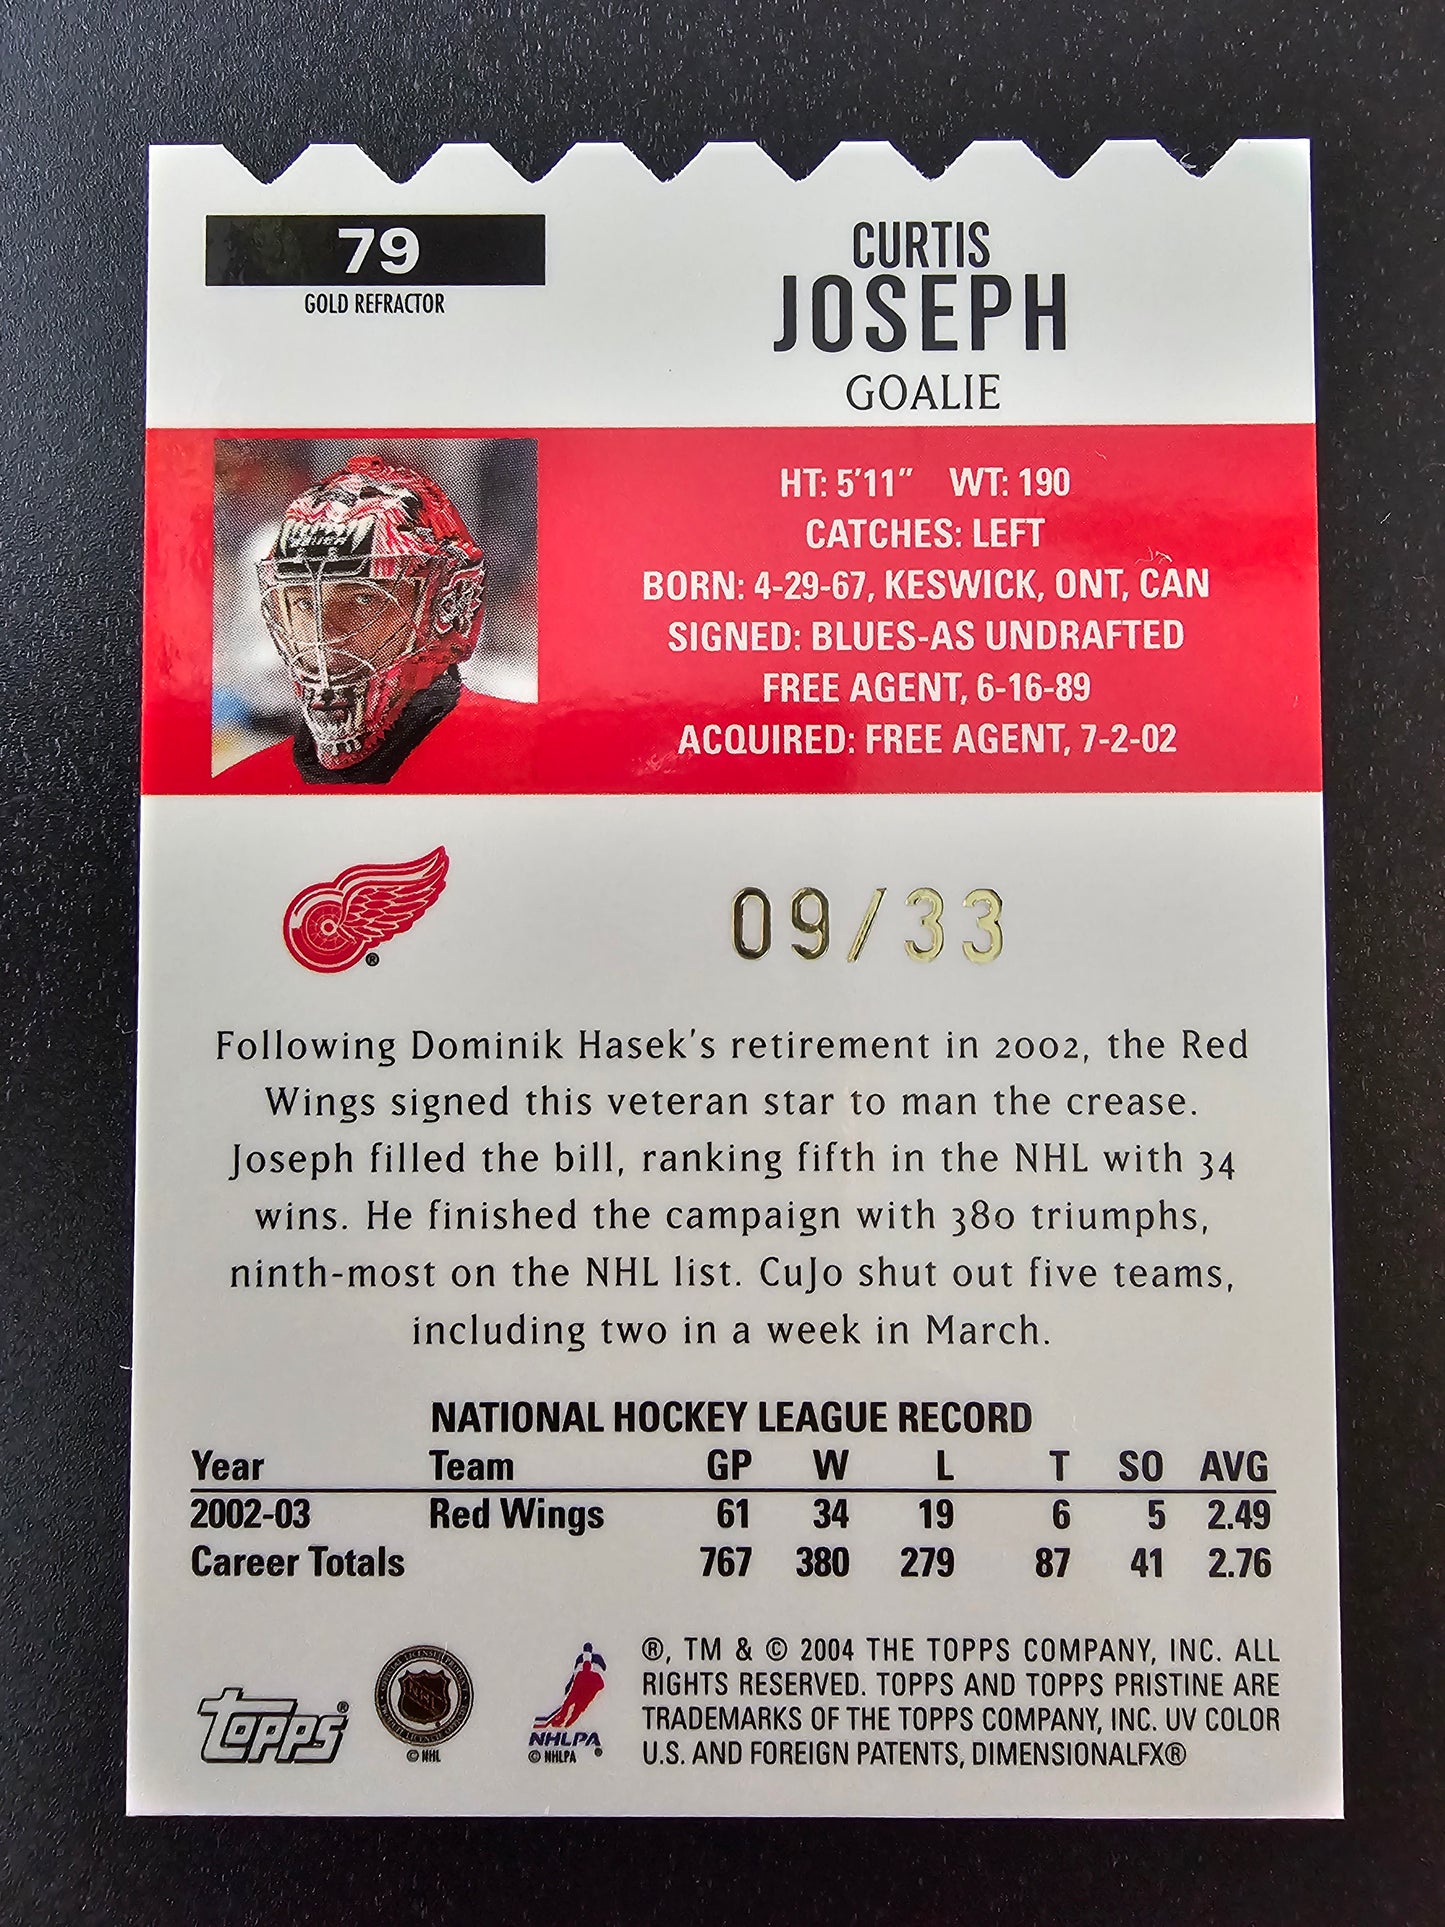 79
GOLD REFRACTOR
CURTIS
JOSEPH
GOALIE
HT: 5'11" WT: 190
CATCHES: LEFT
BORN: 4-29-67, KESWICK, ONT, CAN
SIGNED: BLUES-AS UNDRAFTED
FREE AGENT, 6-16-89
ACQUIRED: FREE AGENT, 7-2-02
®
09/33
Following Dominik Hasek's retirement in 2002, the Red
Wings signed this veteran star to man the crease.
Joseph filled the bill, ranking fifth in the NHL with 34
wins. He finished the campaign with 380 triumphs,
ninth-most on the NHL list. CuJo shut out five teams,
including two in a week in March.
NATIONAL HOCKEY LEAGUE RECORD
Year Team GP W L T SO AVG
2002-03 Red Wings 61 34 19 6 5 2.49
Career Totals 767 380 279 87 41 2.76
Topps®
NHL
© NHL
NHLPA
© NHLPA ®
®, TM & © 2004 THE TOPPS COMPANY, INC. ALL
RIGHTS RESERVED. TOPPS AND TOPPS PRISTINE ARE
TRADEMARKS OF THE TOPPS COMPANY, INC. UV COLOR
U.S. AND FOREIGN PATENTS, DIMENSIONALFX®